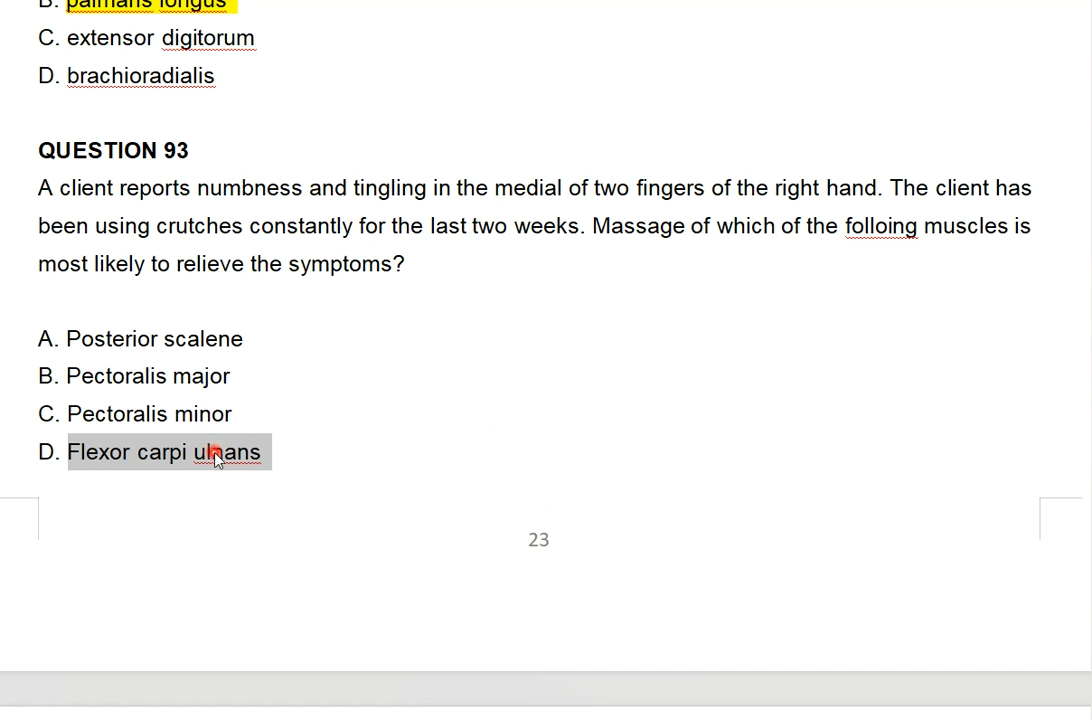 B. palmaris longus
C. extensor digitorum
D. brachioradialis
QUESTION 93
A client reports numbness and tingling in the medial of two fingers of the right hand. The client has
been using crutches constantly for the last two weeks. Massage of which of the folloing muscles is
most likely to relieve the symptoms?
A. Posterior scalene
B. Pectoralis major
C. Pectoralis minor
D. Flexor carpi ulnans
23